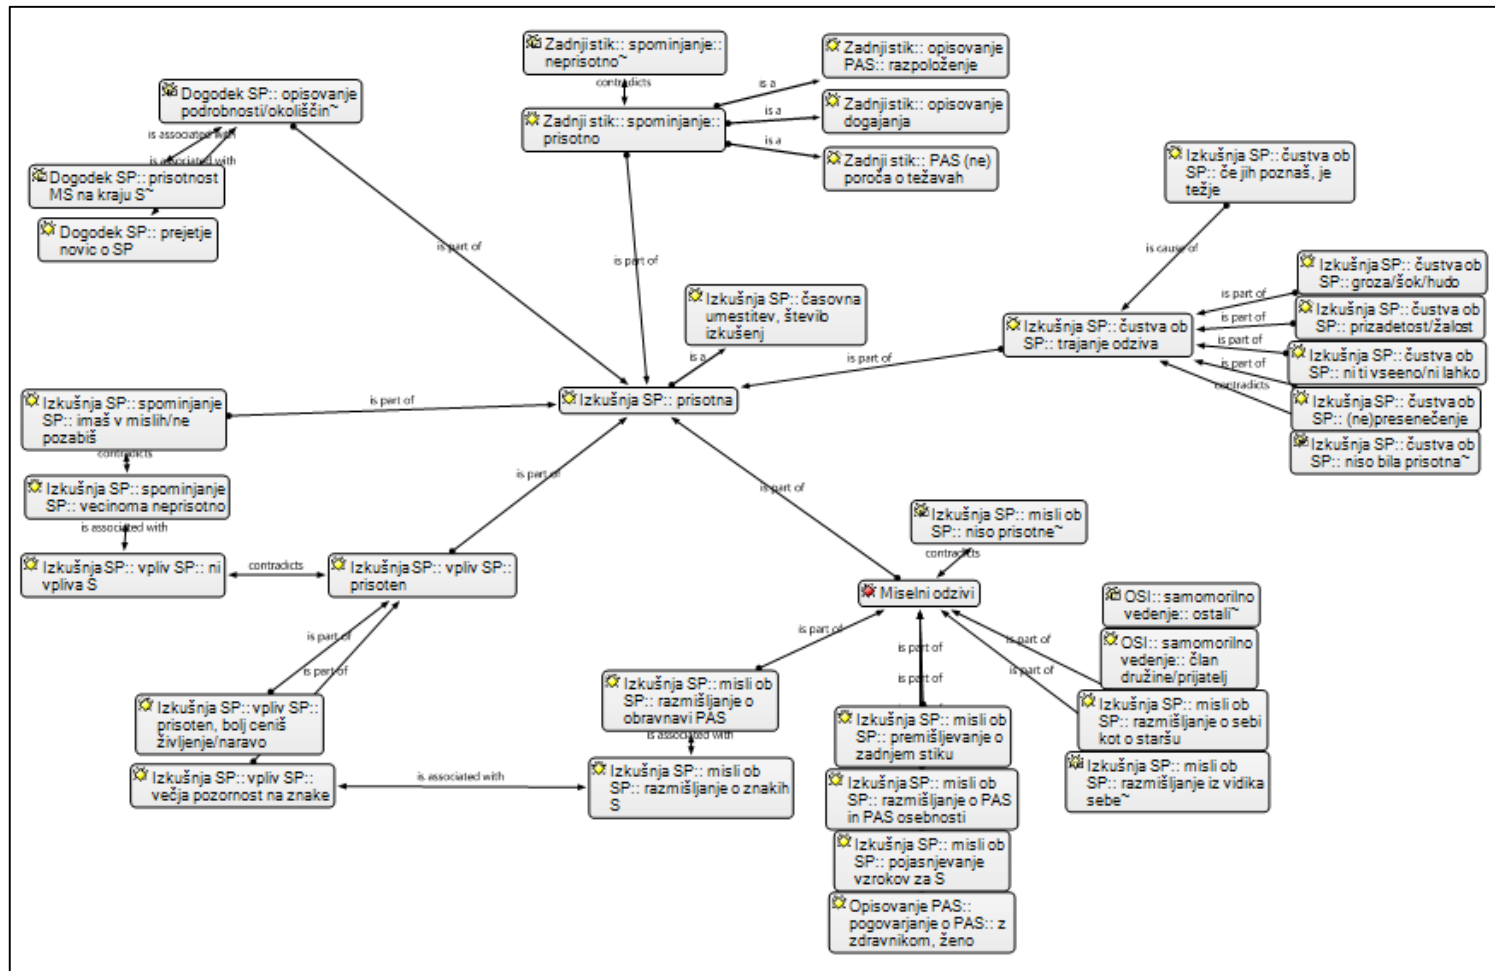 Zadnji stik:: spominjanje::
neprisotno~
contradicts
Zadnji stik:: spominjanje::
prisotno
is a
Zadnji stik:: opisovanje
PAS:: razpoloženje
is a
Zadnji stik:: opisovanje
dogajanja
is a
Zadnji stik:: PAS (ne)
poroča o težavah
Dogodek SP:: opisovanje
podrobnosti/okoliščin~
is associated with
is associated with
Dogodek SP:: prisotnost
MS na kraju S~
Dogodek SP:: prejetje
novic o SP
is part of
is part of
Izkušnja SP:: časovna
umestitev, število
izkušenj
is a
Izkušnja SP:: čustva ob
SP:: če jih poznaš, je
težje
is cause of
Izkušnja SP:: čustva ob
SP:: trajanje odziva
is part of
is part of
is part of
is part of
is part of
contradicts
Izkušnja SP:: čustva ob
SP:: groza/šok/hudo
Izkušnja SP:: čustva ob
SP:: prizadetost/žalost
Izkušnja SP:: čustva ob
SP:: ni ti vseeno/ni lahko
Izkušnja SP:: čustva ob
SP:: (ne)presenečenje
Izkušnja SP:: čustva ob
SP:: niso bila prisotna~
Izkušnja SP:: prisotna
Izkušnja SP:: spominjanje
SP:: imaš v mislih/ne
pozabiš
is part of
contradicts
Izkušnja SP:: spominjanje
SP:: vecinoma neprisotno
is associated with
Izkušnja SP:: vpliv SP:: ni
vpliva S
contradicts
Izkušnja SP:: vpliv SP::
prisoten
is part of
is part of
is part of
Izkušnja SP:: vpliv SP::
prisoten, bolj ceniš
življenje/naravo
Izkušnja SP:: vpliv SP::
večja pozornost na znake
is associated with
is part of
Izkušnja SP:: misli ob
SP:: niso prisotne~
contradicts
Miselni odzivi
is part of
is part of
is part of
is part of
is part of
Izkušnja SP:: misli ob
SP:: razmišljanje o
obravnavi PAS
is associated with
Izkušnja SP:: misli ob
SP:: razmišljanje o znakih
S
Izkušnja SP:: misli ob
SP:: premišljevanje o
zadnjem stiku
Izkušnja SP:: misli ob
SP:: razmišljanje o PAS
in PAS osebnosti
Izkušnja SP:: misli ob
SP:: pojasnjevanje
vzrokov za S
Opisovanje PAS::
pogovarjanje o PAS:: z
zdravnikom, ženo
OSI:: samomorilno
vedenje:: ostali~
OSI:: samomorilno
vedenje:: član
družine/prijatelj
Izkušnja SP:: misli ob
SP:: razmišljanje o sebi
kot o staršu
Izkušnja SP:: misli ob
SP:: razmišljanje iz vidika
sebe~